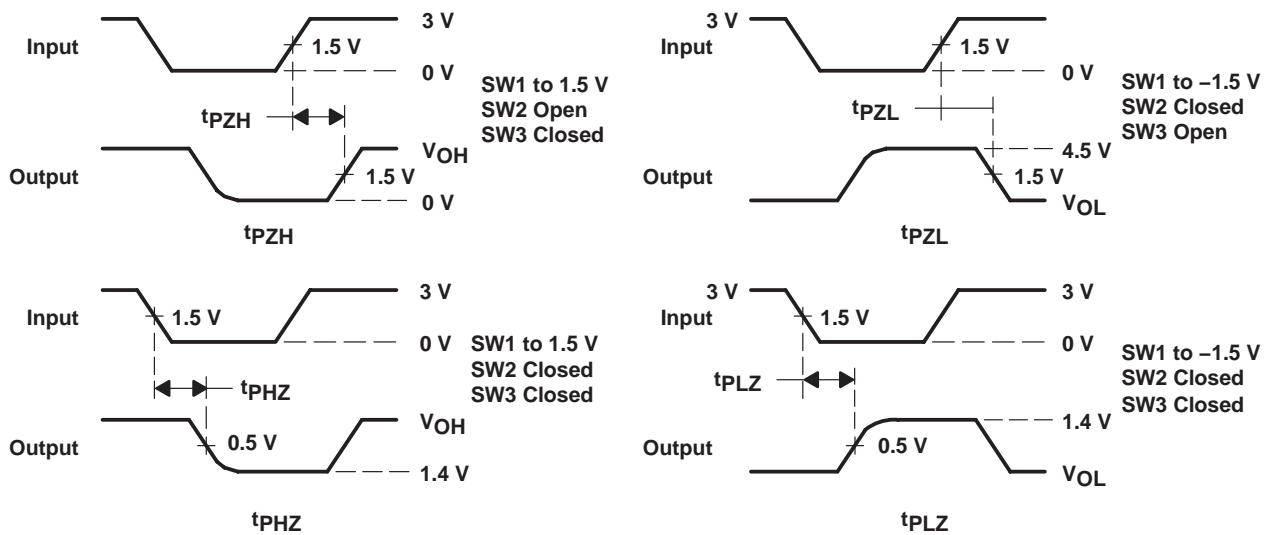 Input
3 V
1.5 V
0 V
SW1 to 1.5 V
SW2 Open
SW3 Closed
tPZH
Output
VOH
1.5 V
0 V
tPZH
3 V
Input
1.5 V
0 V
SW1 to –1.5 V
SW2 Closed
SW3 Open
tPZL
4.5 V
Output
1.5 V
VOL
tPZL
Input
3 V
1.5 V
0 V
SW1 to 1.5 V
SW2 Closed
SW3 Closed
tPHZ
Output
VOH
0.5 V
1.4 V
tPHZ
3 V
3 V
Input
1.5 V
0 V
SW1 to –1.5 V
SW2 Closed
SW3 Closed
tPLZ
1.4 V
Output
0.5 V
VOL
tPLZ